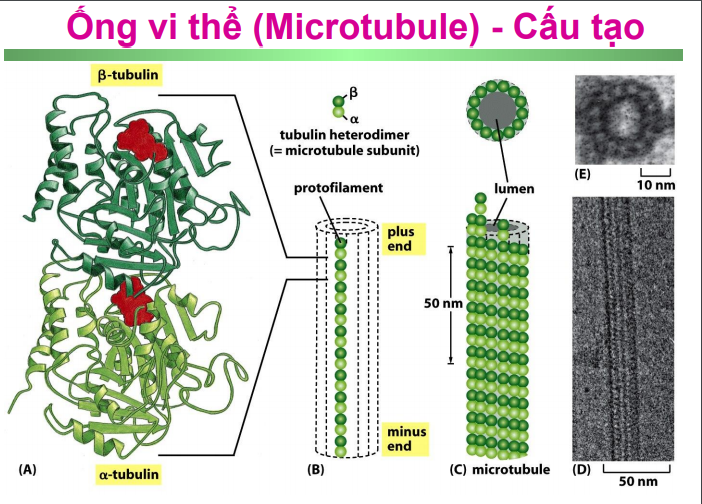 Ống vi thể (Microtubule) - Cấu tạo
β-tubulin
β
α
tubulin heterodimer
(= microtubule subunit)
protofilament
lumen
(E)
10 nm
plus
end
50 nm
minus
end
(A)
α-tubulin
(B)
(C) microtubule
(D)
50 nm